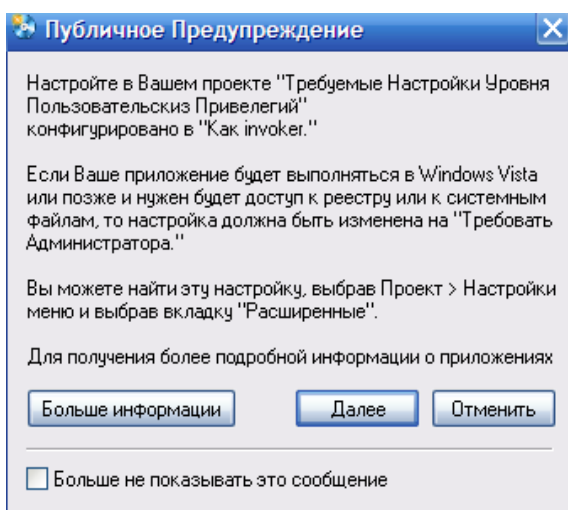 Публичное Предупреждение
Настройте в Вашем проекте "Требуемые Настройки Уровня
Пользовательскиз Привелегий"
конфигурировано в "Как invoker."
Если Ваше приложение будет выполняться в Windows Vista
или позже и нужен будет доступ к реестру или к системным
файлам, то настройка должна быть изменена на "Требовать
Администратора."
Вы можете найти эту настройку, выбрав Проект > Настройки
меню и выбрав вкладку "Расширенные".
Для получения более подробной информации о приложениях
Больше информации Далее Отменить
Больше не показывать это сообщение